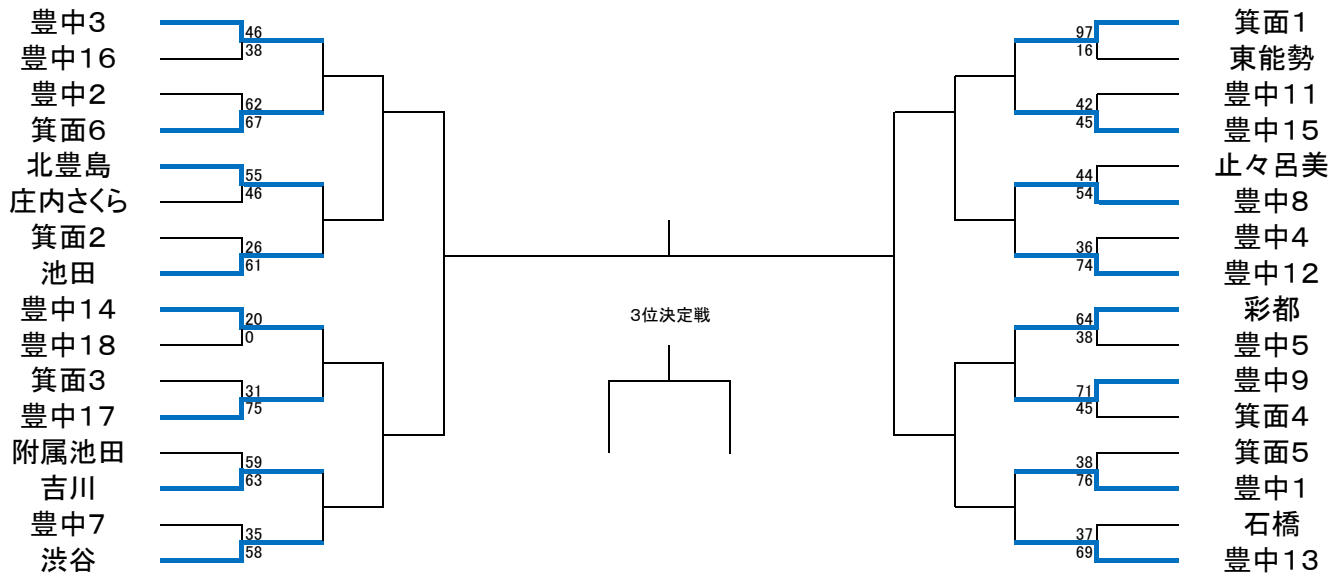 豊中3
46
38
豊中16
豊中2
62
67
箕面6
北豊島
55
46
庄内さくら
箕面2
26
61
池田
豊中14
20
0
豊中18
箕面3
31
75
豊中17
附属池田
59
63
吉川
豊中7
35
58
渋谷
3位決定戦
97
箕面1
16
東能勢
42
豊中11
45
豊中15
44
止々呂美
54
豊中8
36
豊中4
74
豊中12
64
彩都
38
豊中5
71
豊中9
45
箕面4
38
箕面5
76
豊中1
37
石橋
69
豊中13